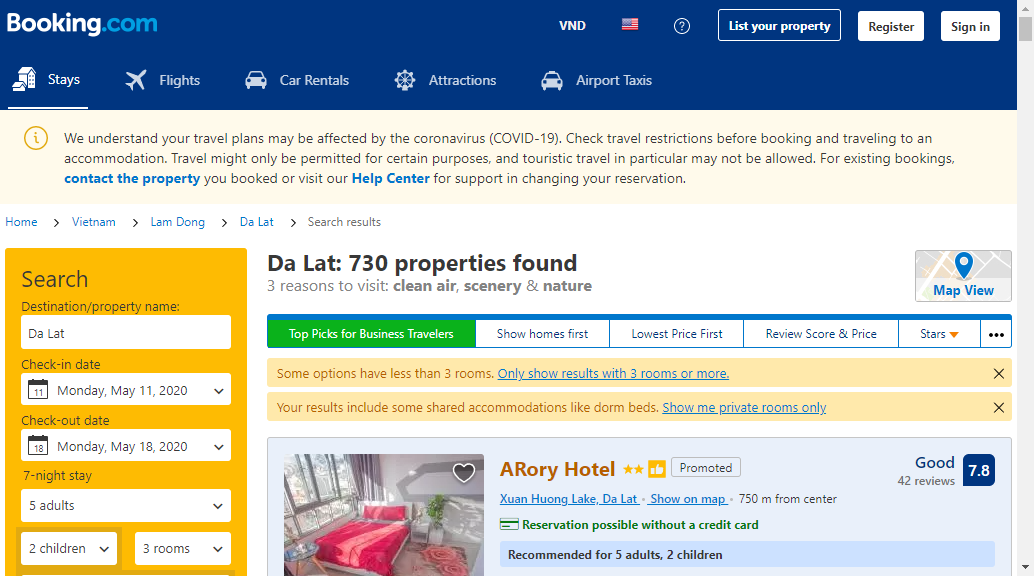 Booking.com
VND
?
List your property
Register
Sign in
Stays
Flights
Car Rentals
Attractions
Airport Taxis
We understand your travel plans may be affected by the coronavirus (COVID-19). Check travel restrictions before booking and traveling to an
accommodation. Travel might only be permitted for certain purposes, and touristic travel in particular may not be allowed. For existing bookings,
contact the property you booked or visit our Help Center for support in changing your reservation.
Home > Vietnam > Lam Dong > Da Lat > Search results
Search
Destination/property name:
Da Lat
Check-in date
11 Monday, May 11, 2020
Check-out date
18 Monday, May 18, 2020
7-night stay
5 adults
2 children
3 rooms
Da Lat: 730 properties found
3 reasons to visit: clean air, scenery & nature
Map View
Top Picks for Business Travelers
Show homes first
Lowest Price First
Review Score & Price
Stars
•••
Some options have less than 3 rooms. Only show results with 3 rooms or more.
Your results include some shared accommodations like dorm beds. Show me private rooms only
ARory Hotel
Promoted
Good
42 reviews
7.8
Xuan Huong Lake, Da Lat • Show on map • 750 m from center
Reservation possible without a credit card
Recommended for 5 adults, 2 children